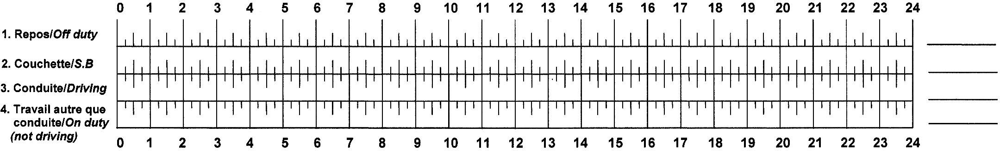 0 1 2 3 4 5 6 7 8 9 10 11 12 13 14 15 16 17 18 19 20 21 22 23 24
1. Repos/Off duty
2. Couchette/S.B
3. Conduite/Driving
4. Travail autre que
conduite/On duty
(not driving)
0 1 2 3 4 5 6 7 8 9 10 11 12 13 14 15 16 17 18 19 20 21 22 23 24